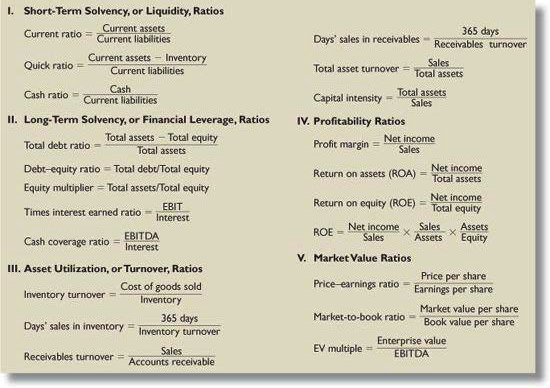 I. Short-Term Solvency, or Liquidity, Ratios
Current ratio = Current assets / Current liabilities
Quick ratio = Current assets − Inventory / Current liabilities
Cash ratio = Cash / Current liabilities
II. Long-Term Solvency, or Financial Leverage, Ratios
Total debt ratio = Total assets − Total equity / Total assets
Debt–equity ratio = Total debt/Total equity
Equity multiplier = Total assets/Total equity
Times interest earned ratio = EBIT / Interest
Cash coverage ratio = EBITDA / Interest
III. Asset Utilization, or Turnover, Ratios
Inventory turnover = Cost of goods sold / Inventory
Days' sales in inventory = 365 days / Inventory turnover
Receivables turnover = Sales / Accounts receivable
Days' sales in receivables = 365 days / Receivables turnover
Total asset turnover = Sales / Total assets
Capital intensity = Total assets / Sales
IV. Profitability Ratios
Profit margin = Net income / Sales
Return on assets (ROA) = Net income / Total assets
Return on equity (ROE) = Net income / Total equity
ROE = Net income / Sales × Sales / Assets × Assets / Equity
V. Market Value Ratios
Price–earnings ratio = Price per share / Earnings per share
Market-to-book ratio = Market value per share / Book value per share
EV multiple = Enterprise value / EBITDA